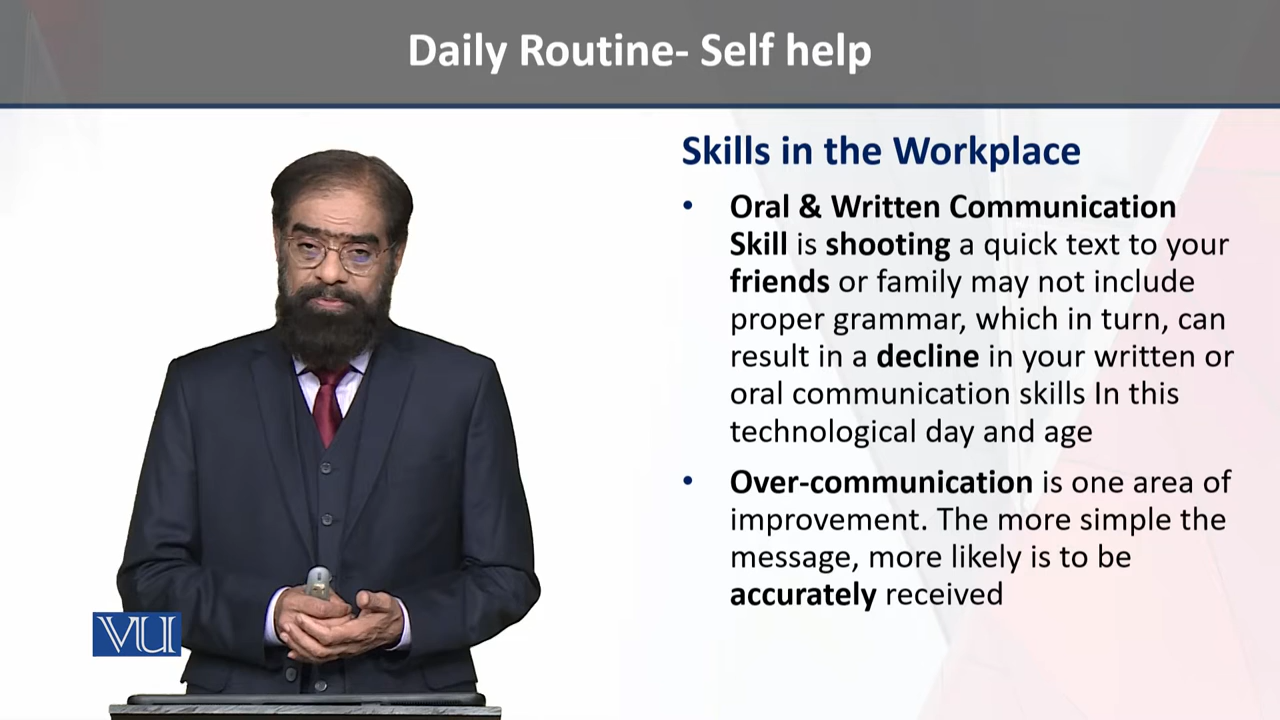 Daily Routine- Self help
Skills in the Workplace
• Oral & Written Communication
Skill is shooting a quick text to your
friends or family may not include
proper grammar, which in turn, can
result in a decline in your written or
oral communication skills In this
technological day and age
• Over-communication is one area of
improvement. The more simple the
message, more likely is to be
accurately received
VU